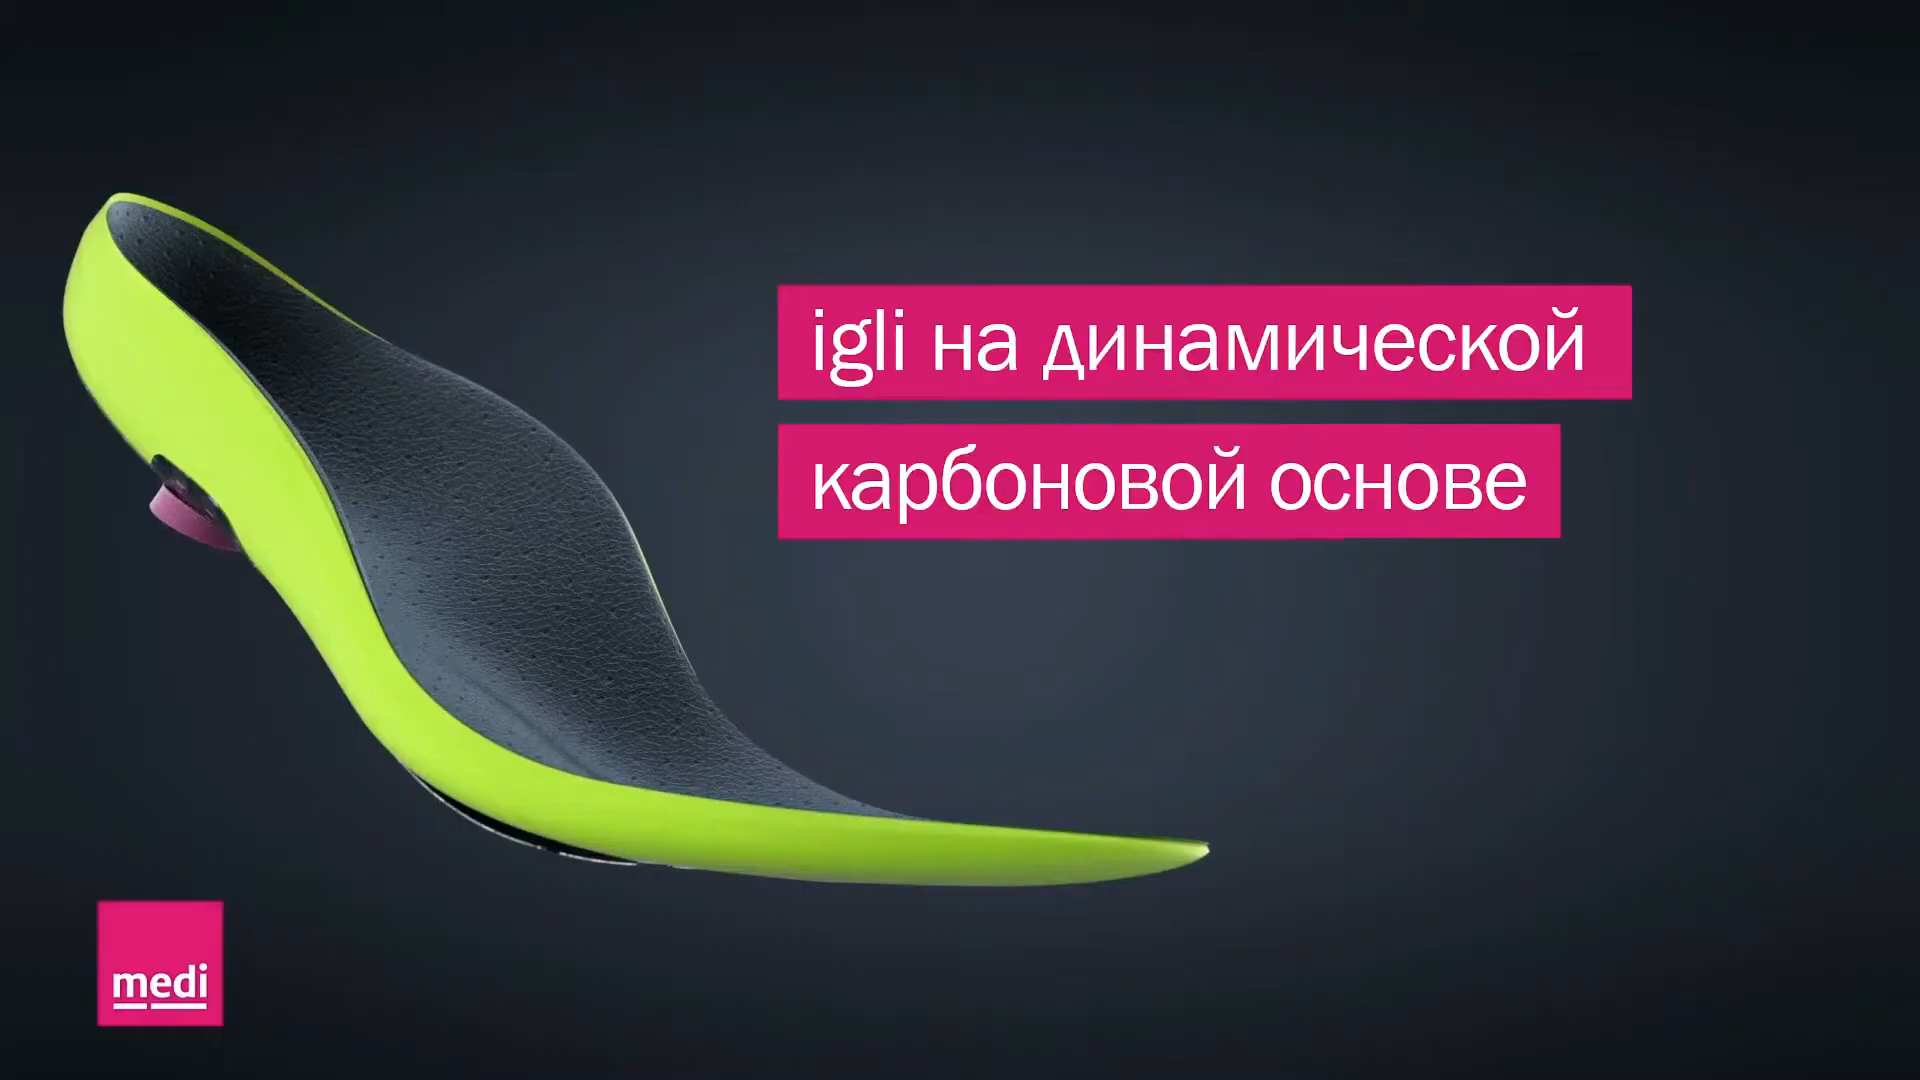 igli на динамической
карбоновой основе
medi